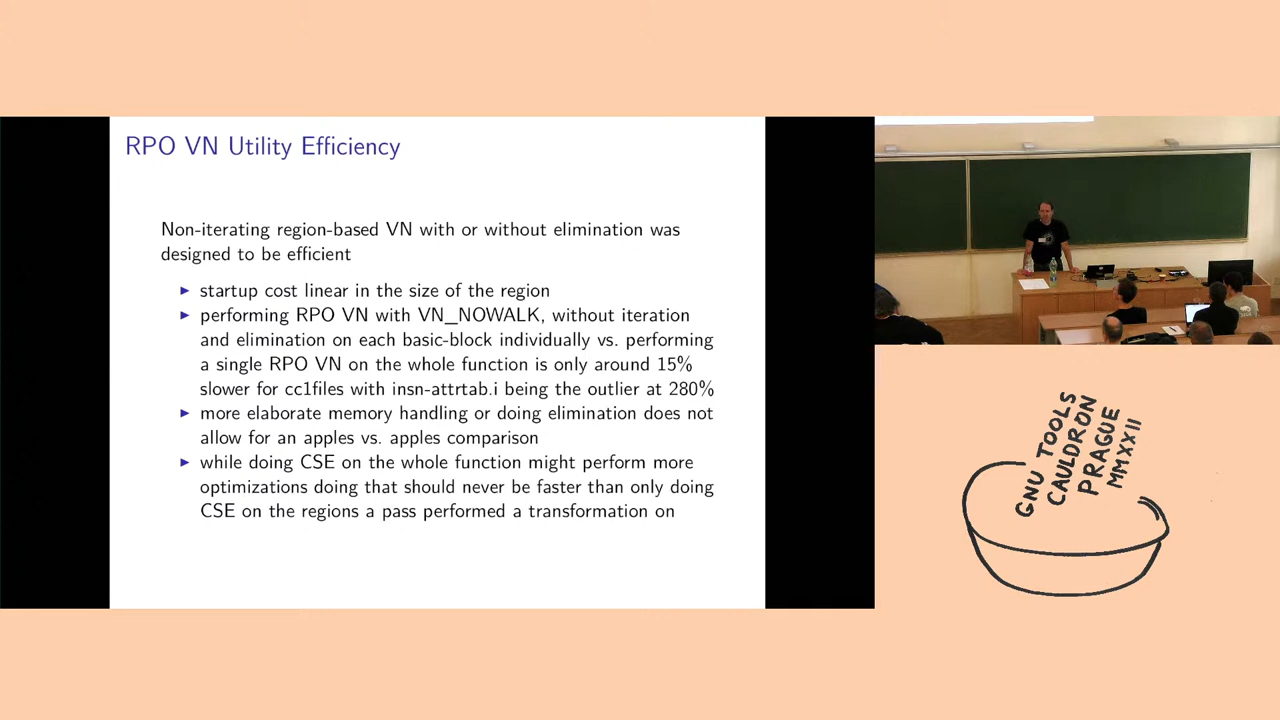 RPO VN Utility Efficiency
Non-iterating region-based VN with or without elimination was
designed to be efficient
startup cost linear in the size of the region
performing RPO VN with VN_NOWALK, without iteration
and elimination on each basic-block individually vs. performing
a single RPO VN on the whole function is only around 15%
slower for cc1files with insn-attrtab.i being the outlier at 280%
more elaborate memory handling or doing elimination does not
allow for an apples vs. apples comparison
while doing CSE on the whole function might perform more
optimizations doing that should never be faster than only doing
CSE on the regions a pass performed a transformation on
GNU TOOLS
CAULDRON
PRAGUE
MMXXII